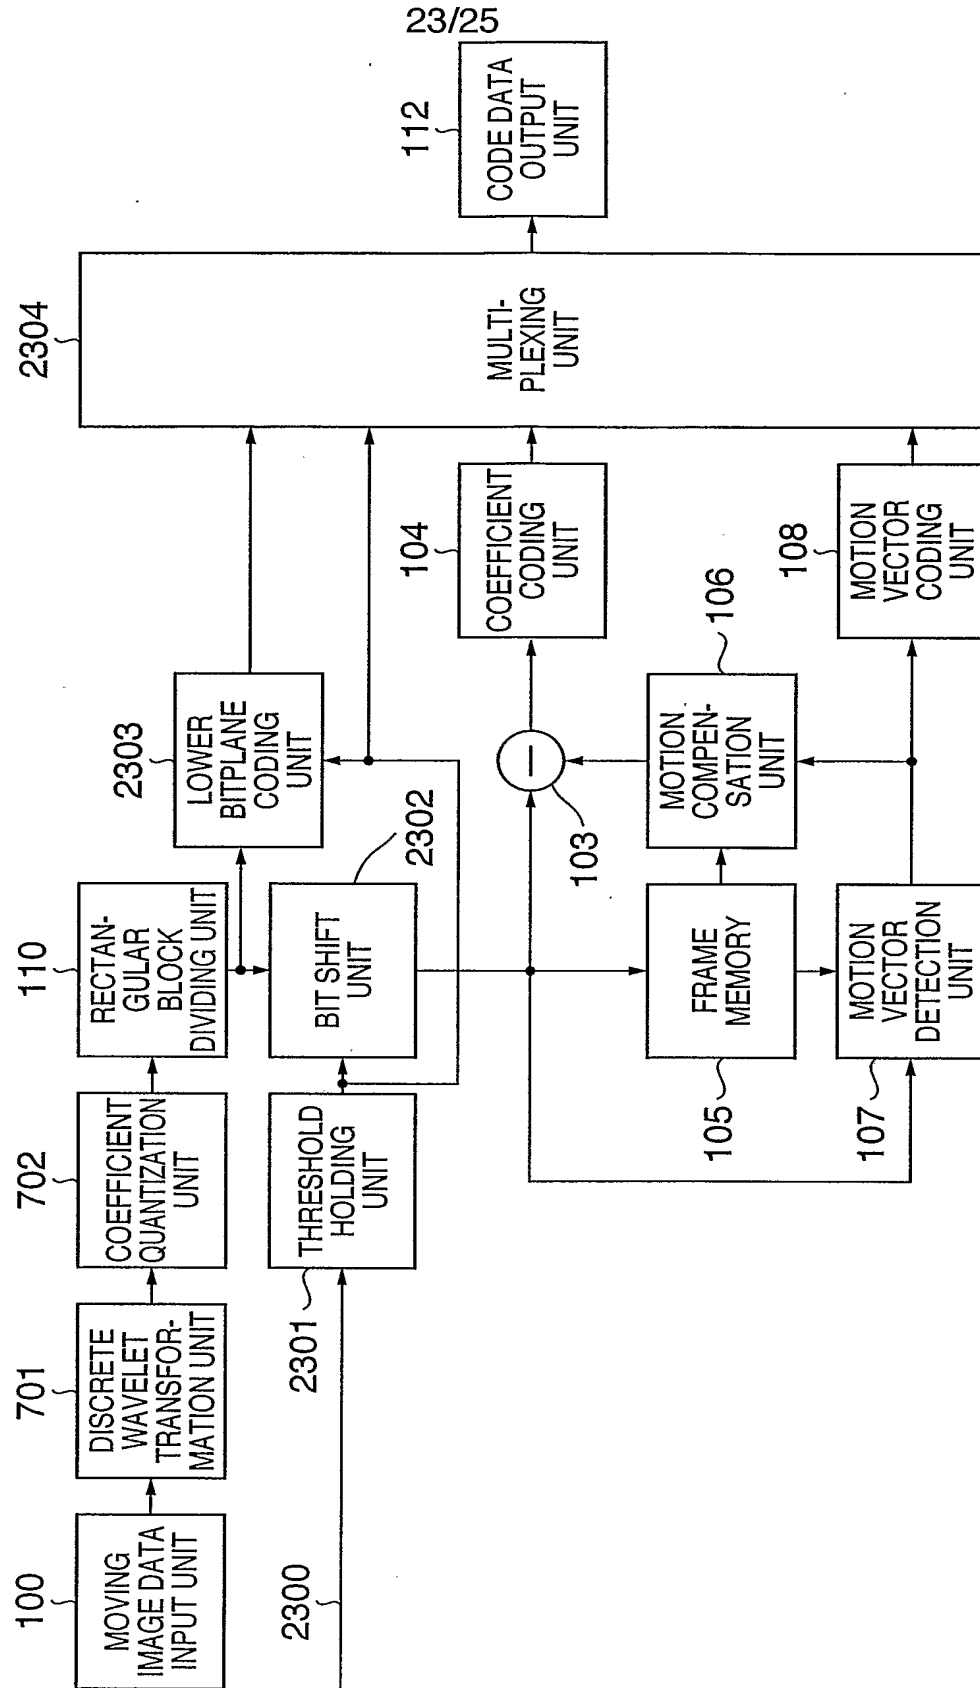 23/25
100
MOVING
IMAGE DATA
INPUT UNIT
701
DISCRETE
WAVELET
TRANSFOR-
MATION UNIT
702
COEFFICIENT
QUANTIZATION
UNIT
110
RECTAN-
GULAR
BLOCK
DIVIDING UNIT
2300
2301
THRESHOLD
HOLDING
UNIT
2302
BIT SHIFT
UNIT
2303
LOWER
BITPLANE
CODING
UNIT
2304
MULTI-
PLEXING
UNIT
112
CODE DATA
OUTPUT
UNIT
103
104
COEFFICIENT
CODING
UNIT
105
FRAME
MEMORY
106
MOTION
COMPEN-
SATION
UNIT
107
MOTION
VECTOR
DETECTION
UNIT
108
MOTION
VECTOR
CODING
UNIT